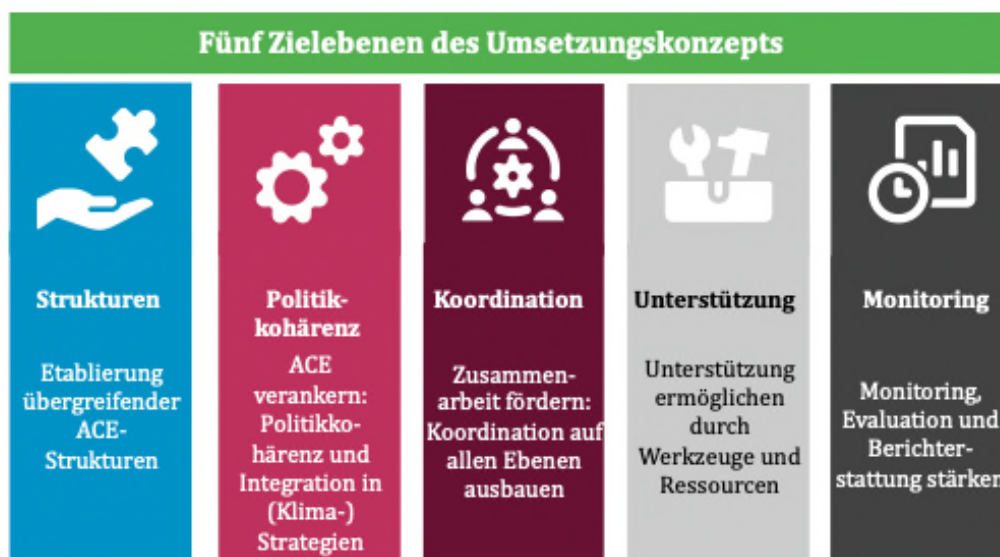 Fünf Zielebenen des Umsetzungskonzepts
Strukturen
Etablierung
übergreifender
ACE-
Strukturen
Politik-
kohärenz
ACE
verankern:
Politikko-
härenz und
Integration in
(Klima-)
Strategien
Koordination
Zusammen-
arbeit fördern:
Koordination auf
allen Ebenen
ausbauen
Unterstützung
Unterstützung
ermöglichen
durch
Werkzeuge und
Ressourcen
Monitoring
Monitoring,
Evaluation und
Berichter-
stattung stärken